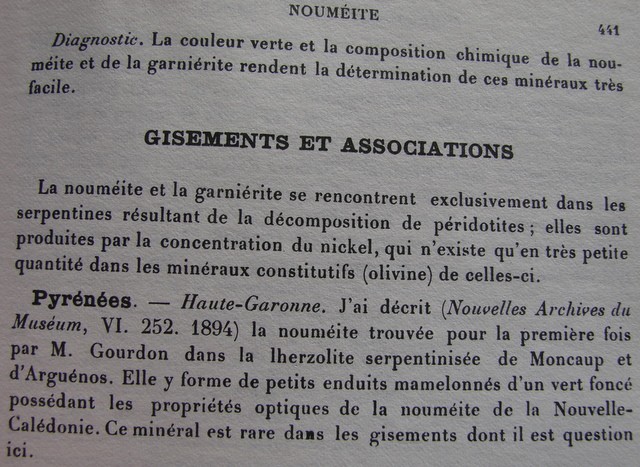 NOUMÉITE
441
Diagnostic. La couleur verte et la composition chimique de la nou-
méite et de la garniérite rendent la détermination de ces minéraux très
facile.
GISEMENTS ET ASSOCIATIONS
La nouméite et la garniérite se rencontrent exclusivement dans les
serpentines résultant de la décomposition de péridotites ; elles sont
produites par la concentration du nickel, qui n'existe qu'en très petite
quantité dans les minéraux constitutifs (olivine) de celles-ci.
Pyrénées. — Haute-Garonne. J'ai décrit (Nouvelles Archives du
Muséum, VI. 252. 1894) la nouméite trouvée pour la première fois
par M. Gourdon dans la lherzolite serpentinisée de Moncaup et
d'Arguénos. Elle y forme de petits enduits mamelonnés d'un vert foncé
possédant les propriétés optiques de la nouméite de la Nouvelle-
Calédonie. Ce minéral est rare dans les gisements dont il est question
ici.